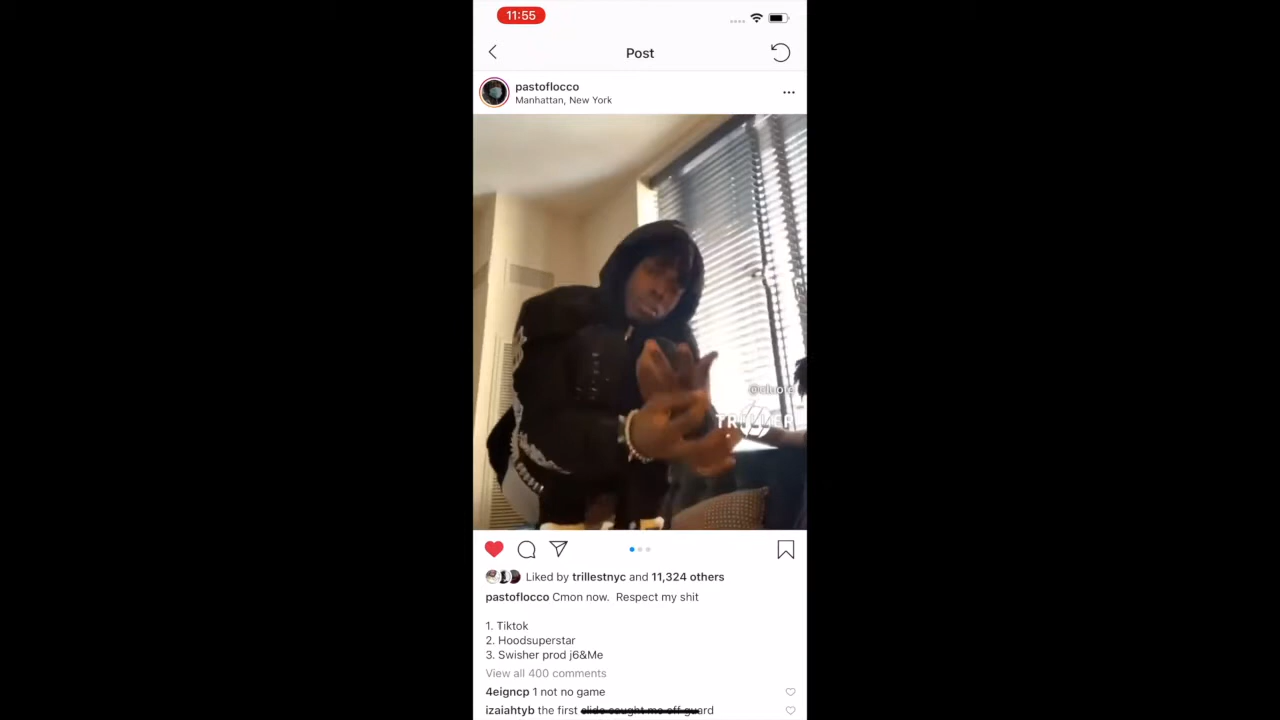 11:55
Post
pastoflocco
Manhattan, New York
TRILLER
Liked by trillestnyc and 11,324 others
pastoflocco Cmon now. Respect my shit
1. Tiktok
2. Hoodsuperstar
3. Swisher prod j6&Me
View all 400 comments
4eigncp 1 not no game
izaiahtyb the first slide caught me off guard